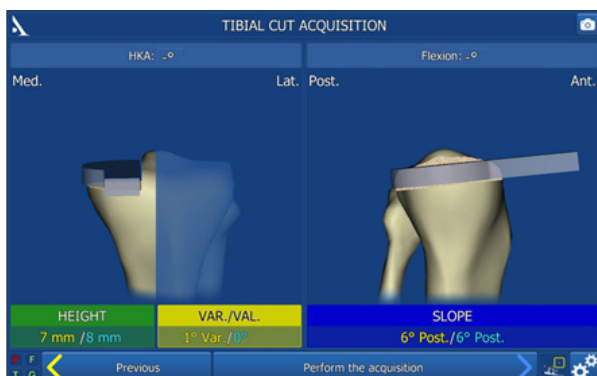 TIBIAL CUT ACQUISITION
HKA: -° Flexion: -°
Med. Lat. Post. Ant.
HEIGHT VAR./VAL. SLOPE
7 mm /8 mm 1° Var./0° 6° Post./6° Post.
P F
T G
Previous Perform the acquisition